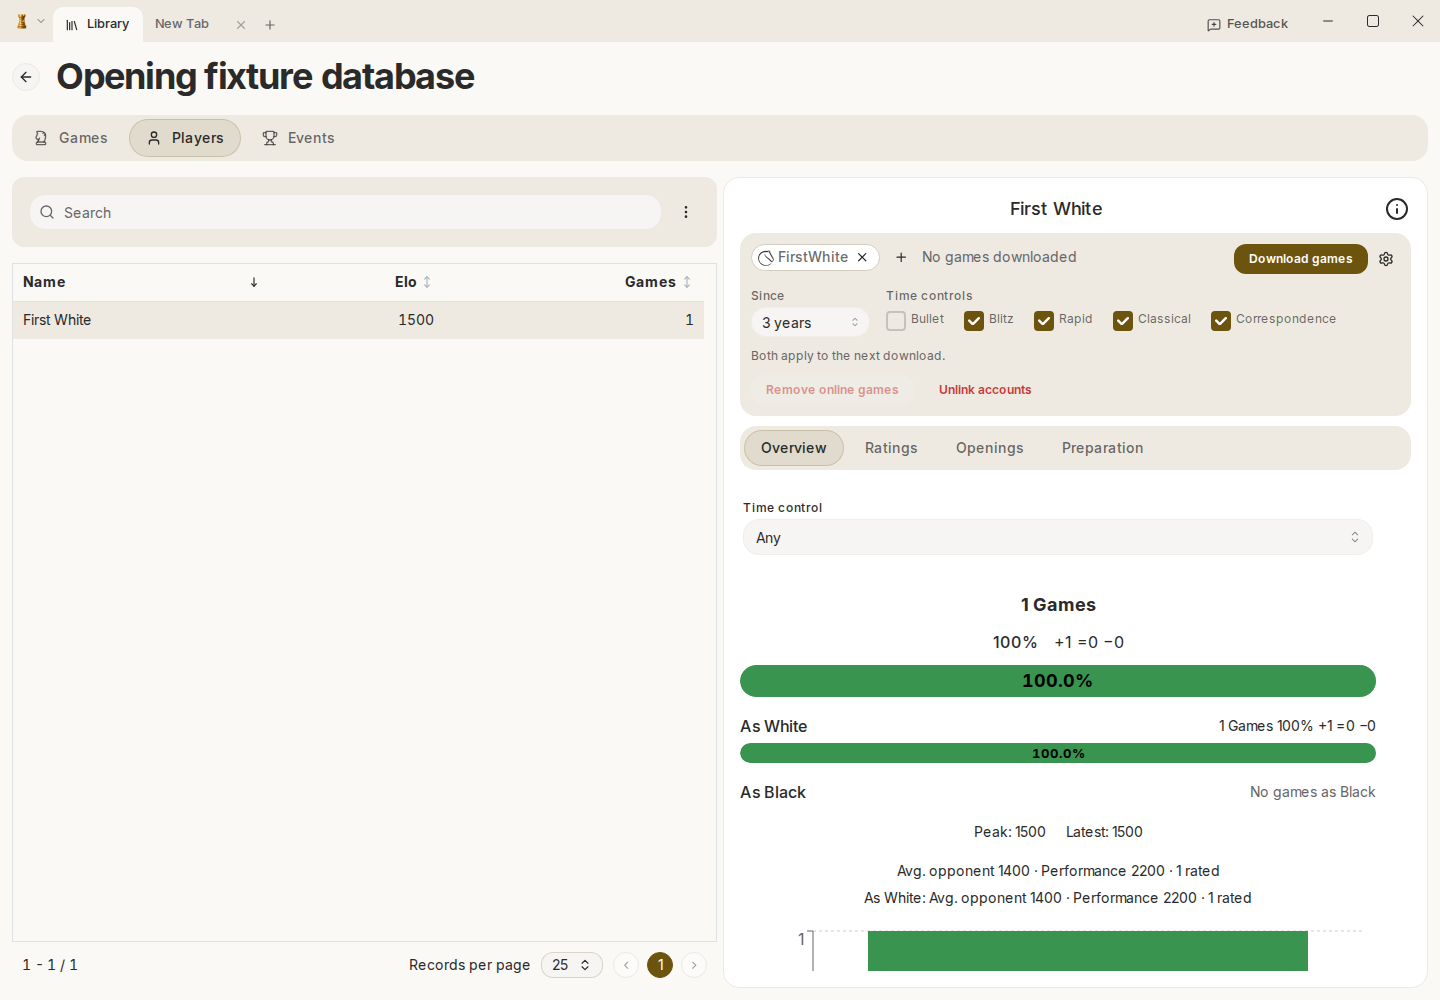 Library
New Tab
Feedback
Opening fixture database
Games
Players
Events
Search
Name
Elo
Games
First White
1500
1
1 - 1 / 1
Records per page
25
1
First White
FirstWhite
No games downloaded
Download games
Since
3 years
Time controls
Bullet
Blitz
Rapid
Classical
Correspondence
Both apply to the next download.
Remove online games
Unlink accounts
Overview
Ratings
Openings
Preparation
Time control
Any
1 Games
100% +1 =0 −0
100.0%
As White
1 Games 100% +1 =0 −0
100.0%
As Black
No games as Black
Peak: 1500
Latest: 1500
Avg. opponent 1400 · Performance 2200 · 1 rated
As White: Avg. opponent 1400 · Performance 2200 · 1 rated
1